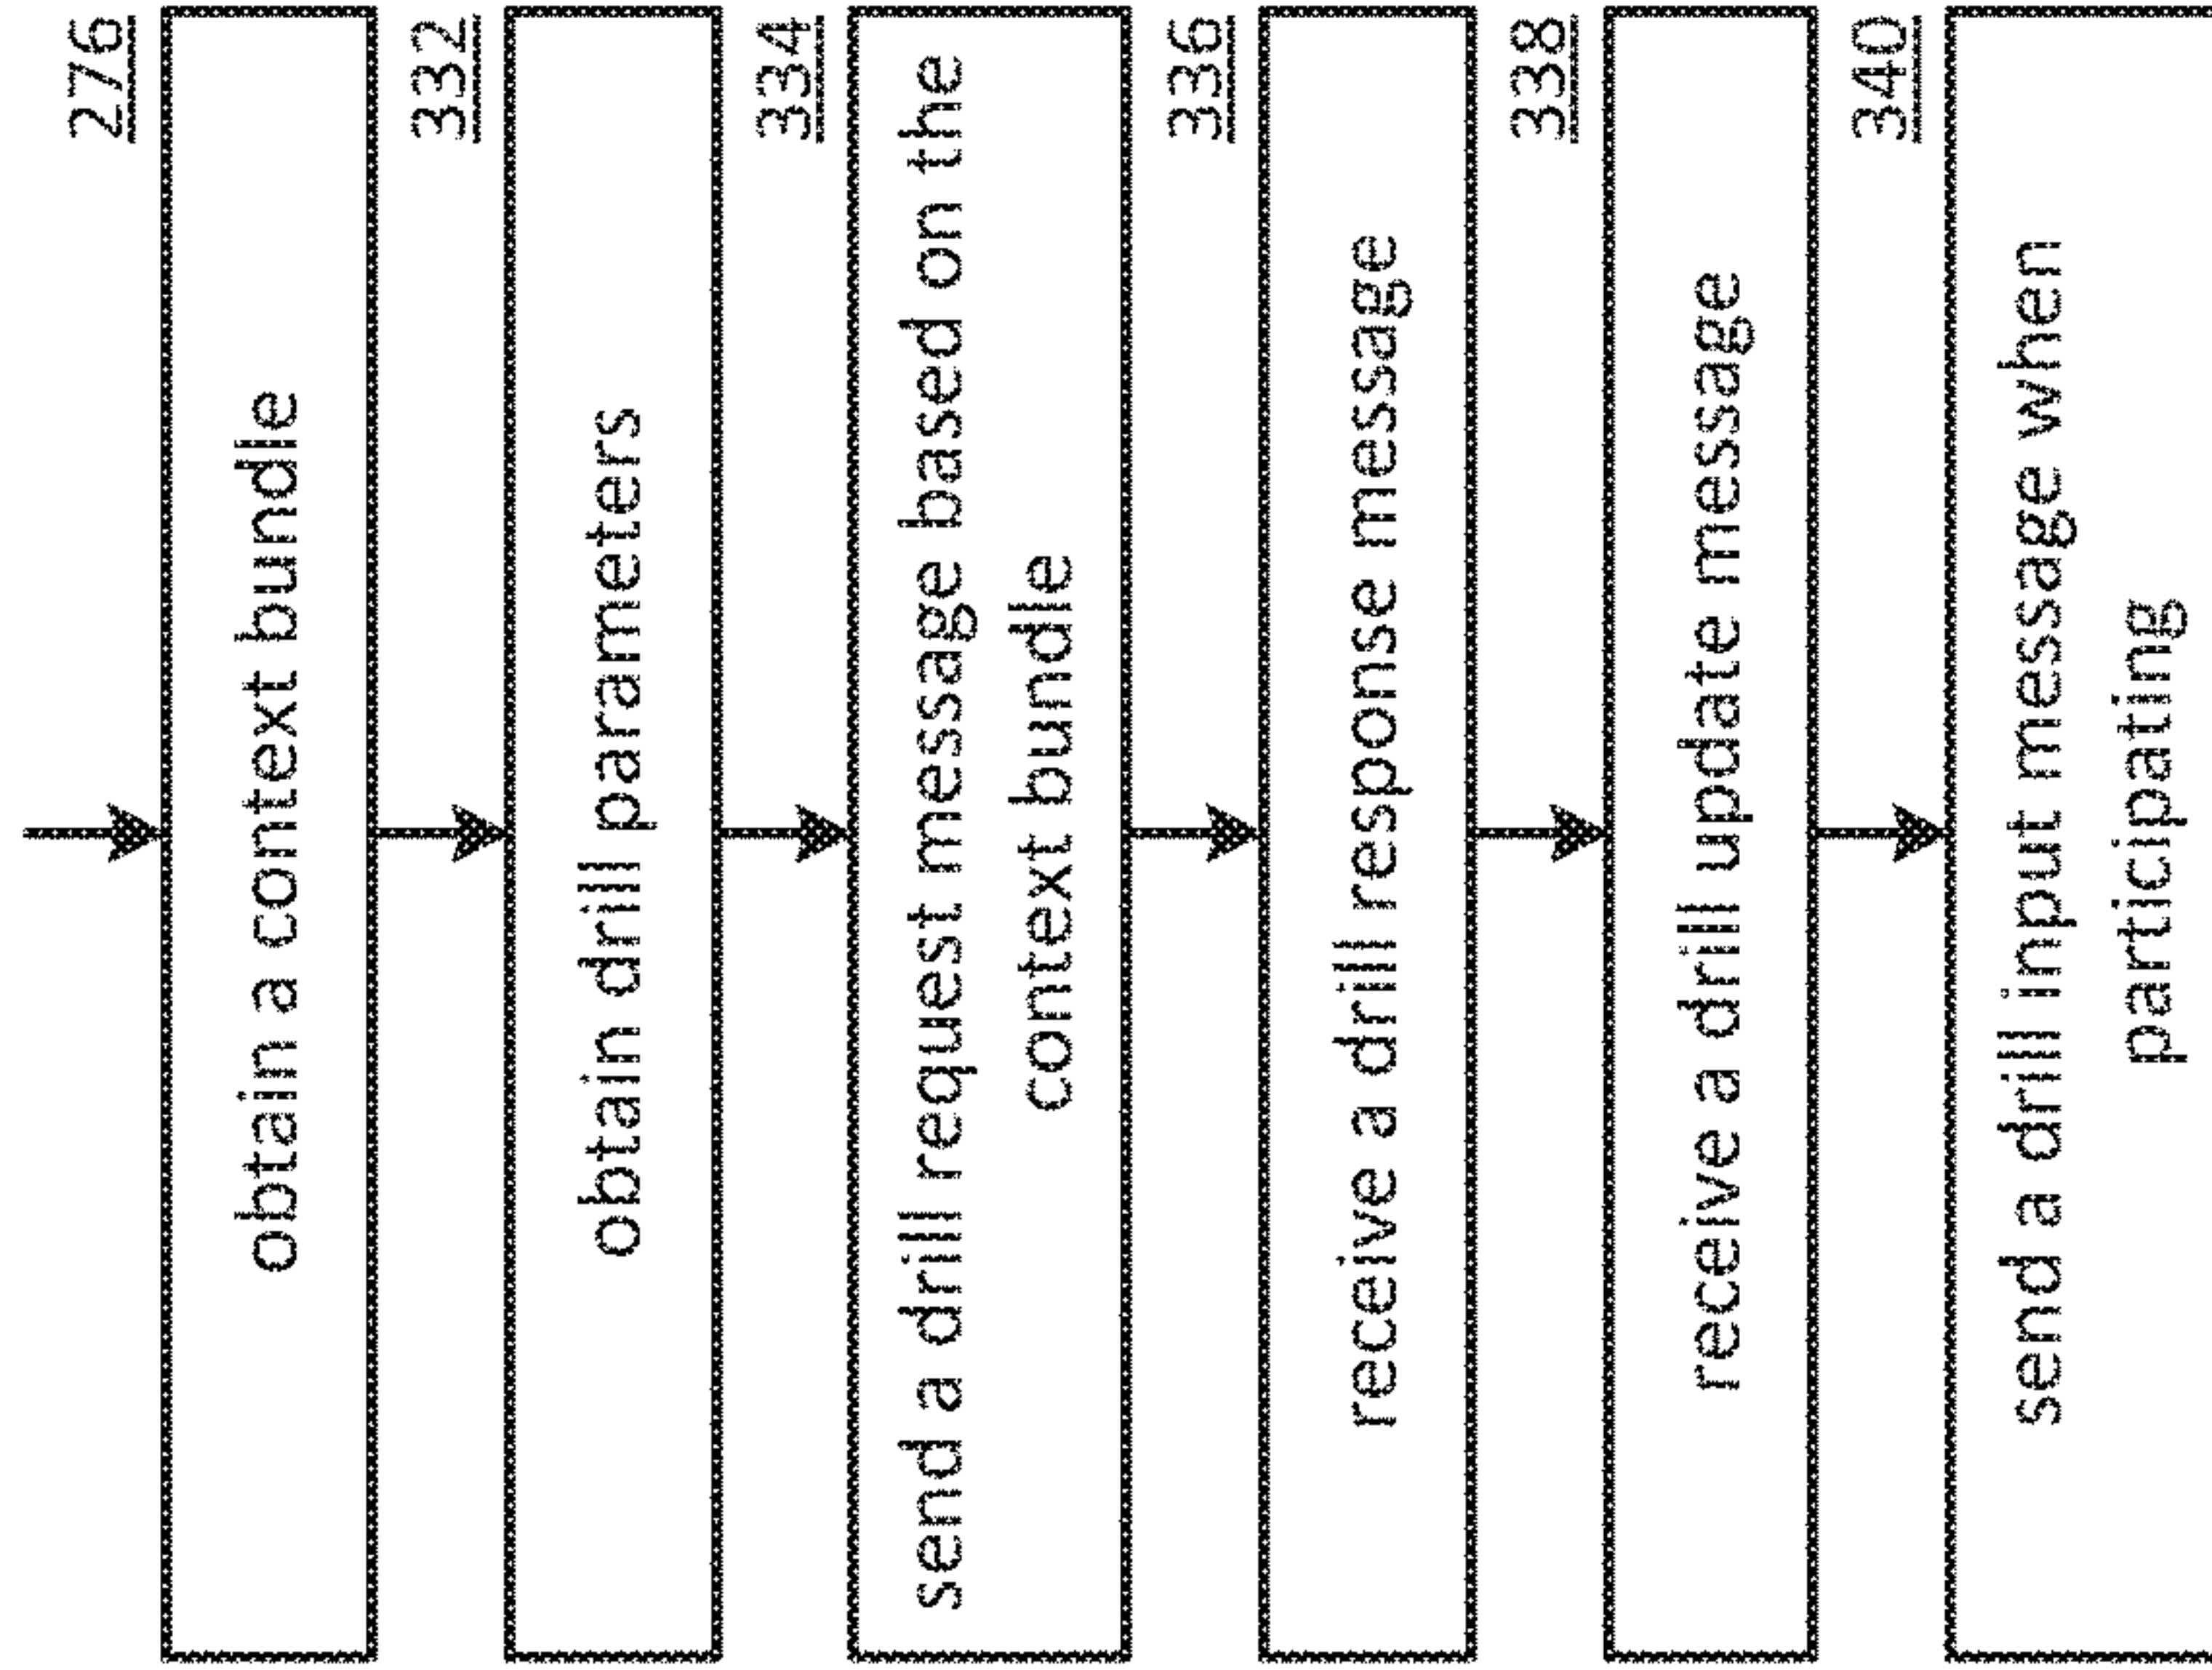 276
obtain a context bundle
332
obtain drill parameters
334
send a drill request message based on the
context bundle
336
receive a drill response message
338
receive a drill update message
340
send a drill input message when
participating